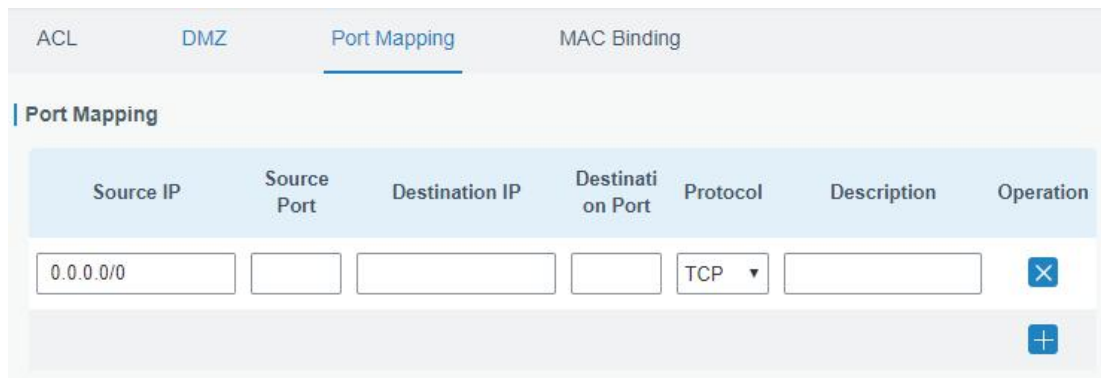 ACL DMZ Port Mapping MAC Binding
Port Mapping
Source IP Source Port Destination IP Destinati on Port Protocol Description Operation
0.0.0.0/0 TCP